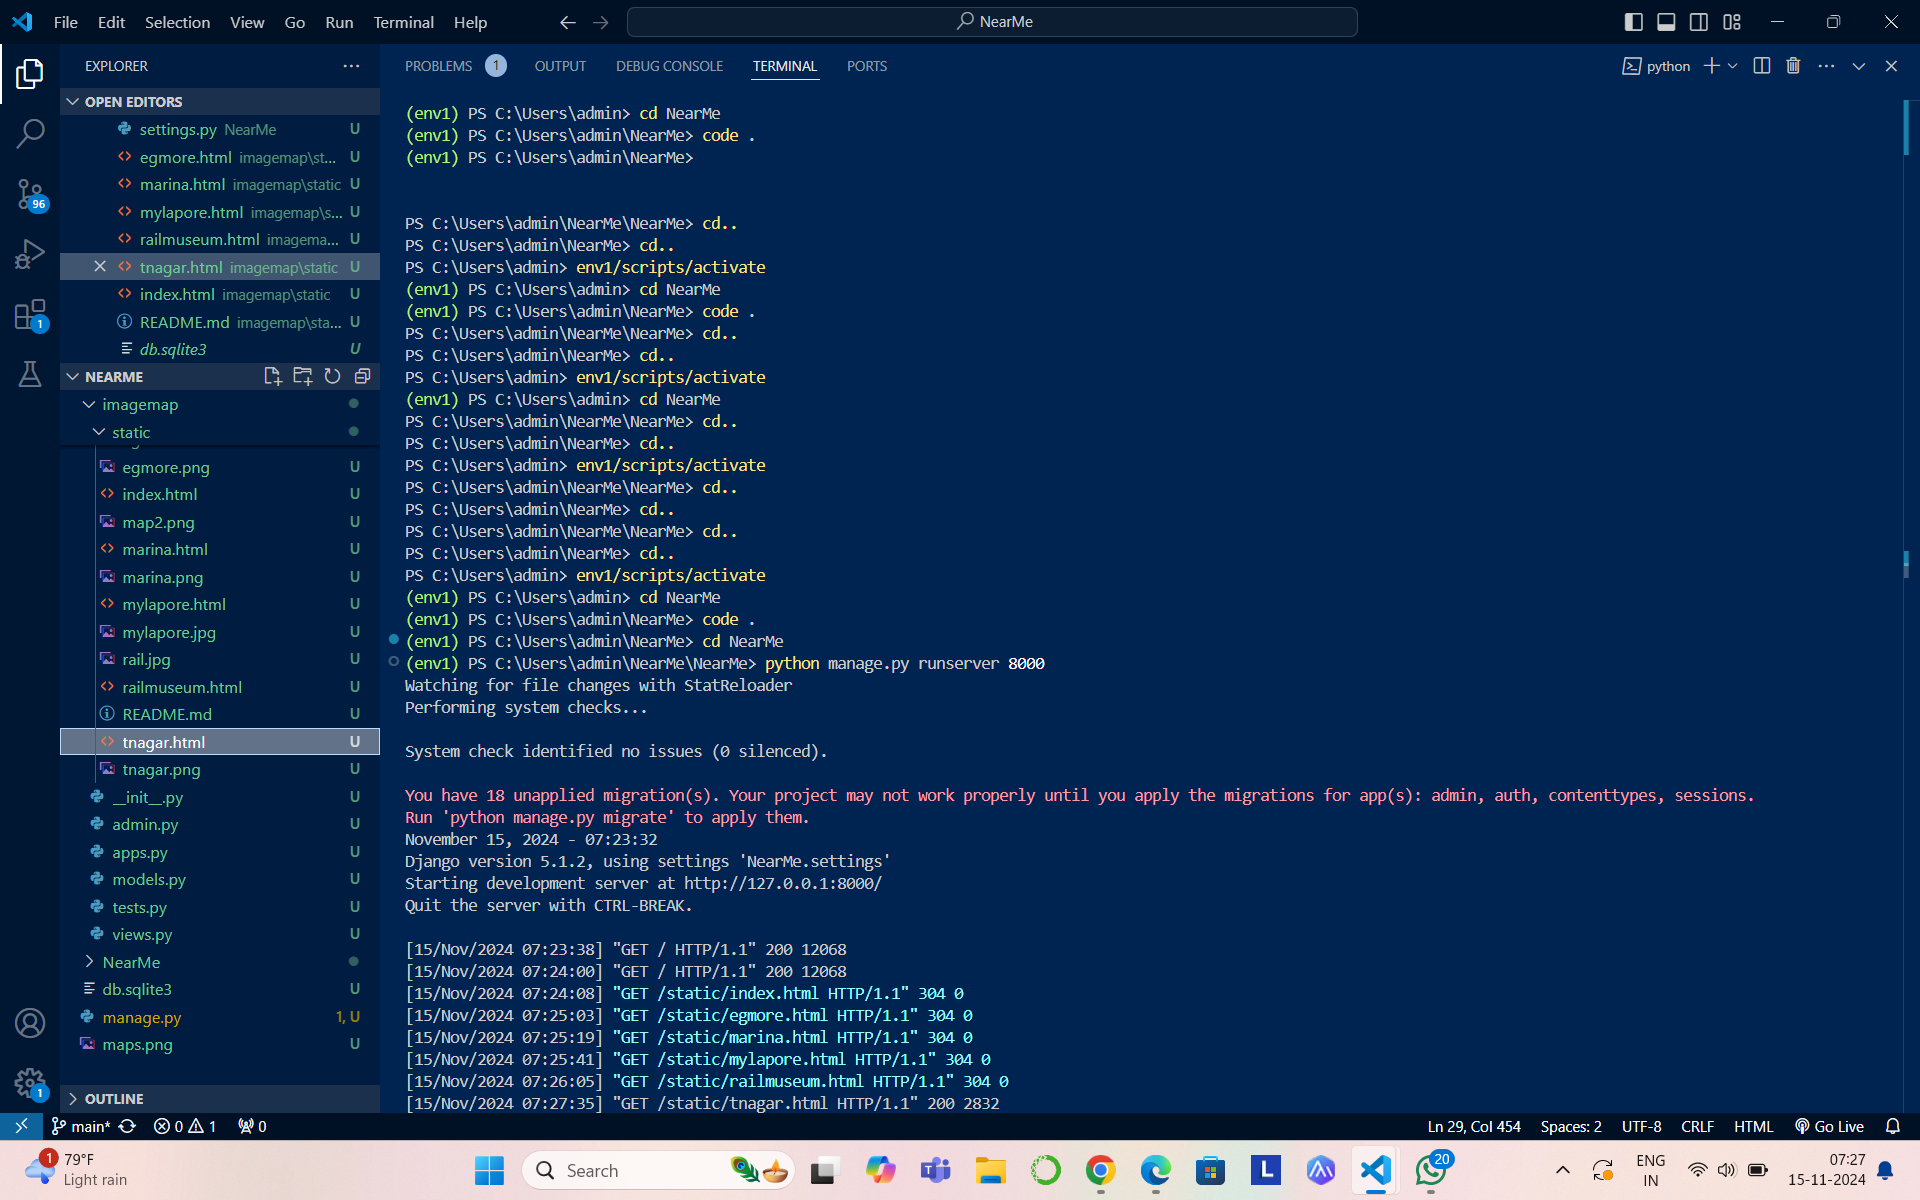 File Edit Selection View Go Run Terminal Help
NearMe
EXPLORER
OPEN EDITORS
settings.py NearMe U
egmore.html imagemap\st... U
marina.html imagemap\static U
mylapore.html imagemap\s... U
railmuseum.html imagema... U
tnagar.html imagemap\static U
index.html imagemap\static U
README.md imagemap\sta... U
db.sqlite3 U
NEARME
imagemap
static
egmore.png U
index.html U
map2.png U
marina.html U
marina.png U
mylapore.html U
mylapore.jpg U
rail.jpg U
railmuseum.html U
README.md U
tnagar.html U
tnagar.png U
__init__.py U
admin.py U
apps.py U
models.py U
tests.py U
views.py U
NearMe
db.sqlite3 U
manage.py 1, U
maps.png U
OUTLINE
96
1
1
PROBLEMS 1 OUTPUT DEBUG CONSOLE TERMINAL PORTS
python
(env1) PS C:\Users\admin> cd NearMe
(env1) PS C:\Users\admin\NearMe> code .
(env1) PS C:\Users\admin\NearMe>
PS C:\Users\admin\NearMe\NearMe> cd..
PS C:\Users\admin\NearMe> cd..
PS C:\Users\admin> env1/scripts/activate
(env1) PS C:\Users\admin> cd NearMe
(env1) PS C:\Users\admin\NearMe> code .
PS C:\Users\admin\NearMe\NearMe> cd..
PS C:\Users\admin\NearMe> cd..
PS C:\Users\admin> env1/scripts/activate
(env1) PS C:\Users\admin> cd NearMe
PS C:\Users\admin\NearMe\NearMe> cd..
PS C:\Users\admin\NearMe> cd..
PS C:\Users\admin> env1/scripts/activate
PS C:\Users\admin\NearMe\NearMe> cd..
PS C:\Users\admin\NearMe> cd..
PS C:\Users\admin\NearMe\NearMe> cd..
PS C:\Users\admin\NearMe> cd..
PS C:\Users\admin> env1/scripts/activate
(env1) PS C:\Users\admin> cd NearMe
(env1) PS C:\Users\admin\NearMe> code .
(env1) PS C:\Users\admin\NearMe> cd NearMe
(env1) PS C:\Users\admin\NearMe\NearMe> python manage.py runserver 8000
Watching for file changes with StatReloader
Performing system checks...
System check identified no issues (0 silenced).
You have 18 unapplied migration(s). Your project may not work properly until you apply the migrations for app(s): admin, auth, contenttypes, sessions.
Run 'python manage.py migrate' to apply them.
November 15, 2024 - 07:23:32
Django version 5.1.2, using settings 'NearMe.settings'
Starting development server at http://127.0.0.1:8000/
Quit the server with CTRL-BREAK.
[15/Nov/2024 07:23:38] "GET / HTTP/1.1" 200 12068
[15/Nov/2024 07:24:00] "GET / HTTP/1.1" 200 12068
[15/Nov/2024 07:24:08] "GET /static/index.html HTTP/1.1" 304 0
[15/Nov/2024 07:25:03] "GET /static/egmore.html HTTP/1.1" 304 0
[15/Nov/2024 07:25:19] "GET /static/marina.html HTTP/1.1" 304 0
[15/Nov/2024 07:25:41] "GET /static/mylapore.html HTTP/1.1" 304 0
[15/Nov/2024 07:26:05] "GET /static/railmuseum.html HTTP/1.1" 304 0
[15/Nov/2024 07:27:35] "GET /static/tnagar.html HTTP/1.1" 200 2832
main* 0 1 0
Ln 29, Col 454 Spaces: 2 UTF-8 CRLF HTML Go Live
1
79°F
Light rain
Search
L
20
ENG
IN
07:27
15-11-2024